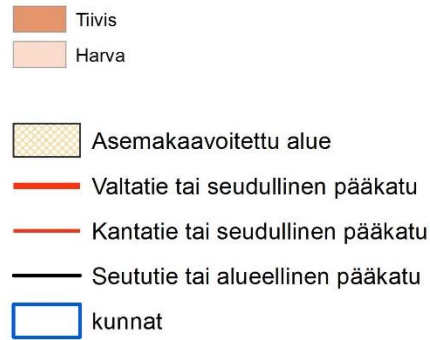 Tiivis
Harva
Asemakaavoitettu alue
Valtatie tai seudullinen pääkatu
Kantatie tai seudullinen pääkatu
Seututie tai alueellinen pääkatu
kunnat